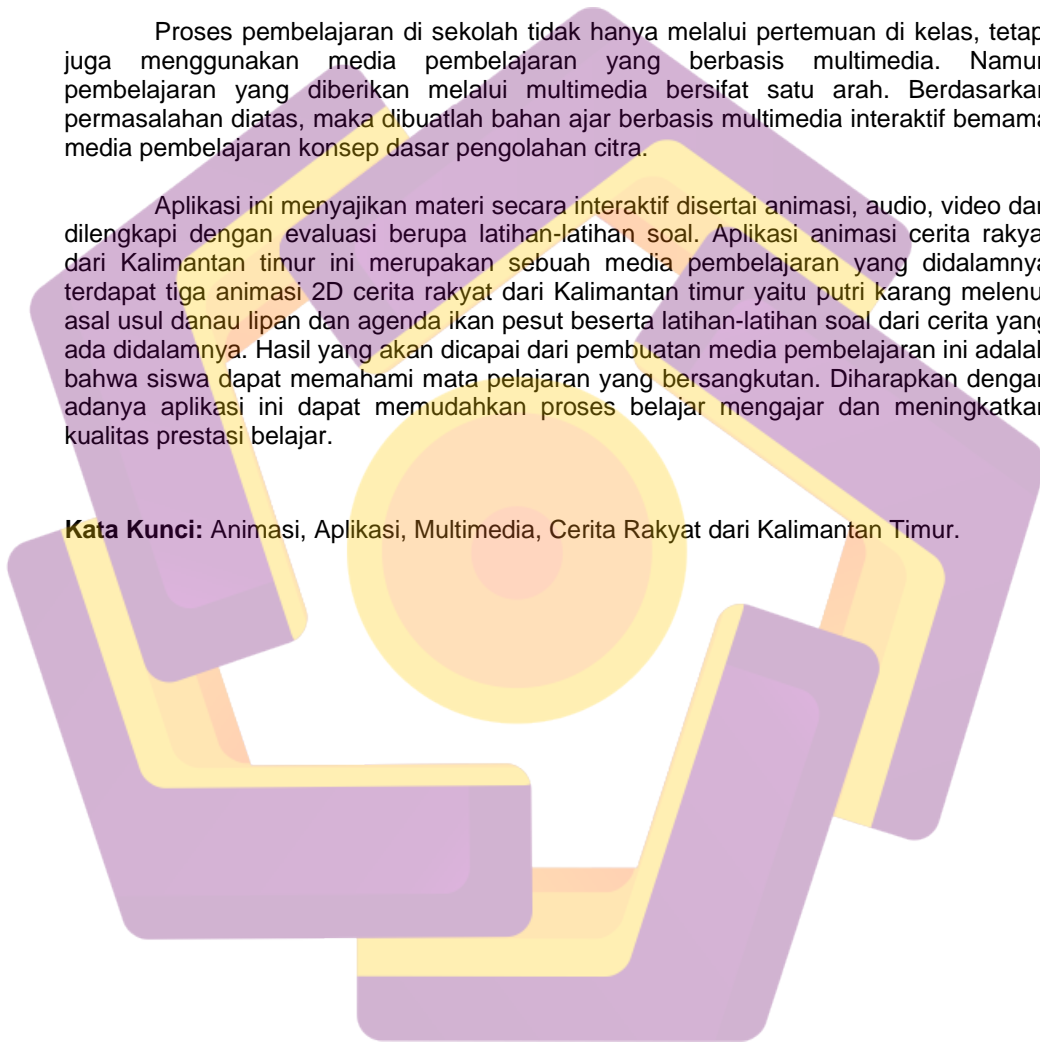 Proses pembelajaran di sekolah tidak hanya melalui pertemuan di kelas, tetap
juga menggunakan media pembelajaran yang berbasis multimedia. Namu
pembelajaran yang diberikan melalui multimedia bersifat satu arah. Berdasarka
permasalahan diatas, maka dibuatlah bahan ajar berbasis multimedia interaktif bernama
media pembelajaran konsep dasar pengolahan citra.
Aplikasi ini menyajikan materi secara interaktif disertai animasi, audio, video da
dilengkapi dengan evaluasi berupa latihan-latihan soal. Aplikasi animasi cerita rakya
dari Kalimantan timur ini merupakan sebuah media pembelajaran yang didalamnya
terdapat tiga animasi 2D cerita rakyat dari Kalimantan timur yaitu putri karang melenu
asal usul danau lipan dan agenda ikan pesut beserta latihan-latihan soal dari cerita yang
ada didalamnya. Hasil yang akan dicapai dari pembuatan media pembelajaran ini adala
bahwa siswa dapat memahami mata pelajaran yang bersangkutan. Diharapkan denga
adanya aplikasi ini dapat memudahkan proses belajar mengajar dan meningkatka
kualitas prestasi belajar.
Kata Kunci: Animasi, Aplikasi, Multimedia, Cerita Rakyat dari Kalimantan Timur.